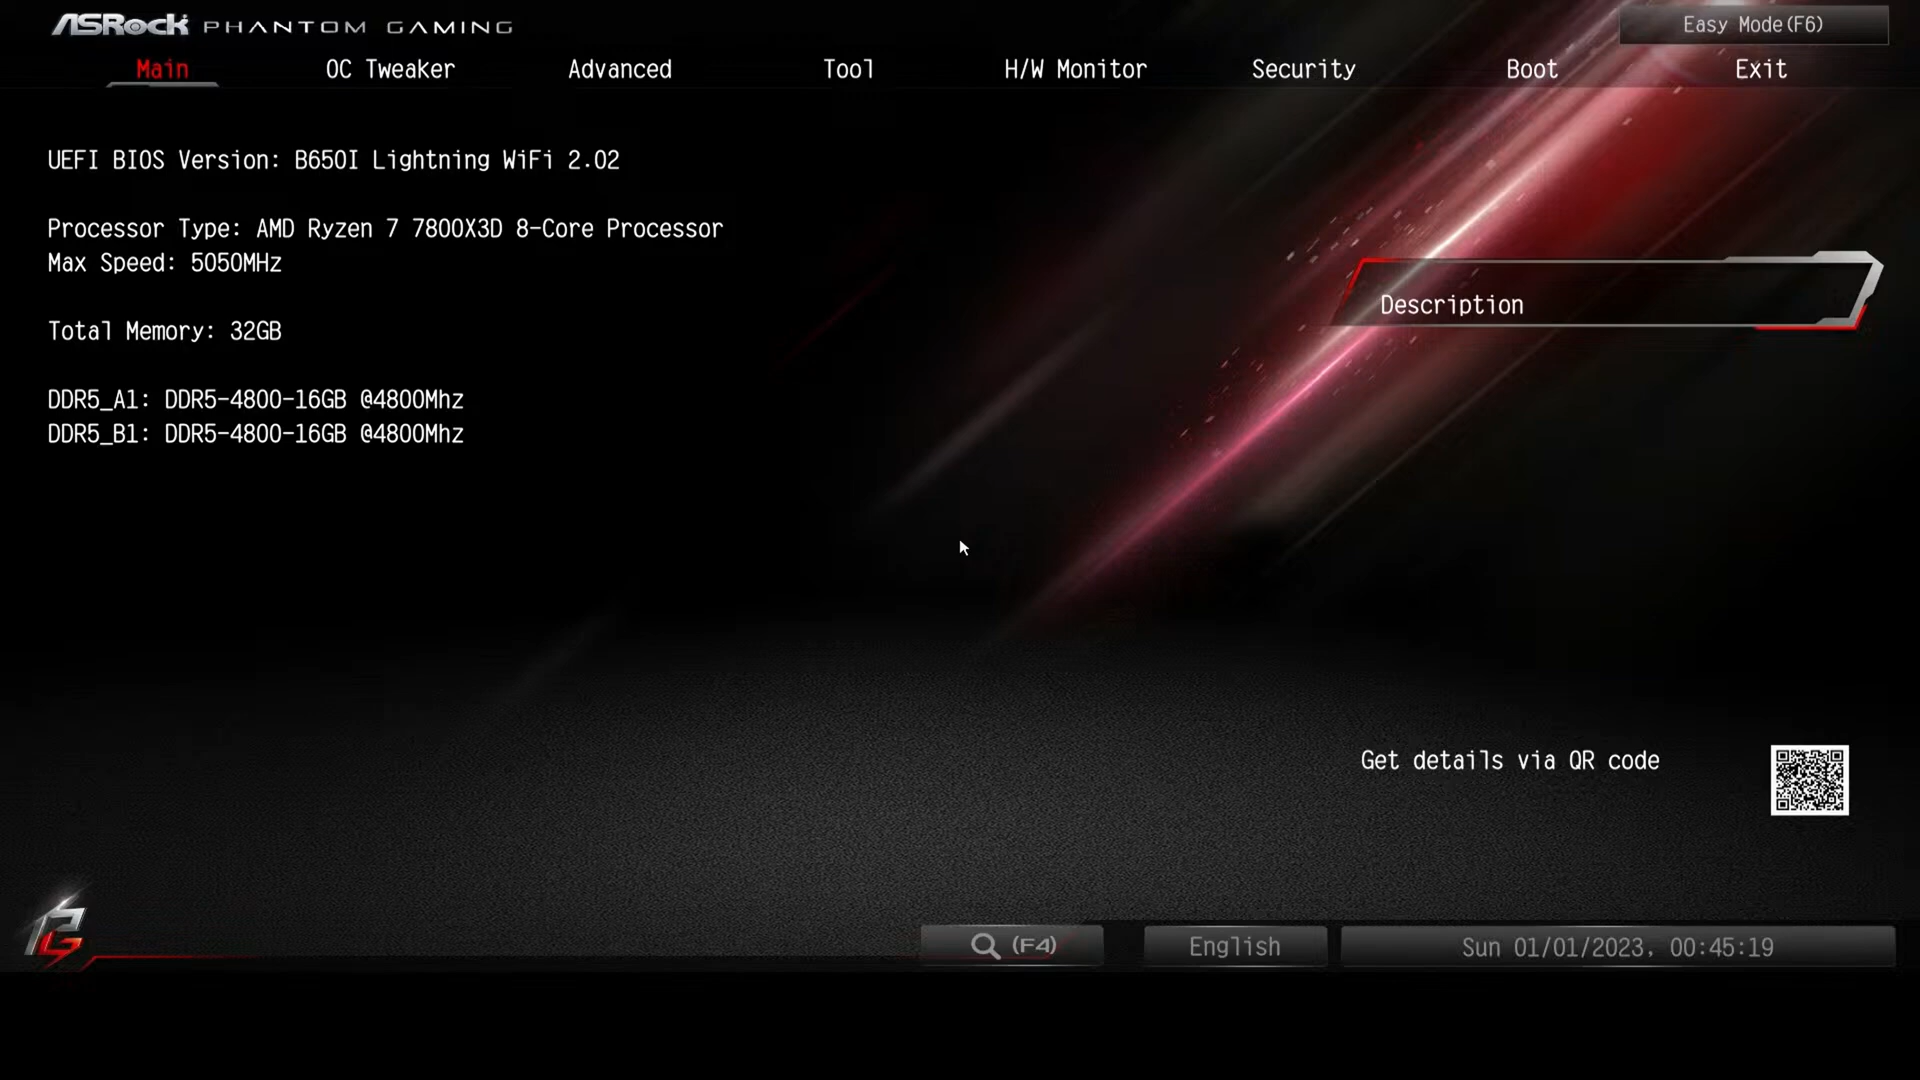 ASRock PHANTOM GAMING
Easy Mode(F6)
Main OC Tweaker Advanced Tool H/W Monitor Security Boot Exit
UEFI BIOS Version: B650I Lightning WiFi 2.02
Processor Type: AMD Ryzen 7 7800X3D 8-Core Processor
Max Speed: 5050MHz
Description
Total Memory: 32GB
DDR5_A1: DDR5-4800-16GB @4800Mhz
DDR5_B1: DDR5-4800-16GB @4800Mhz
Get details via QR code
(F4) English Sun 01/01/2023, 00:45:19